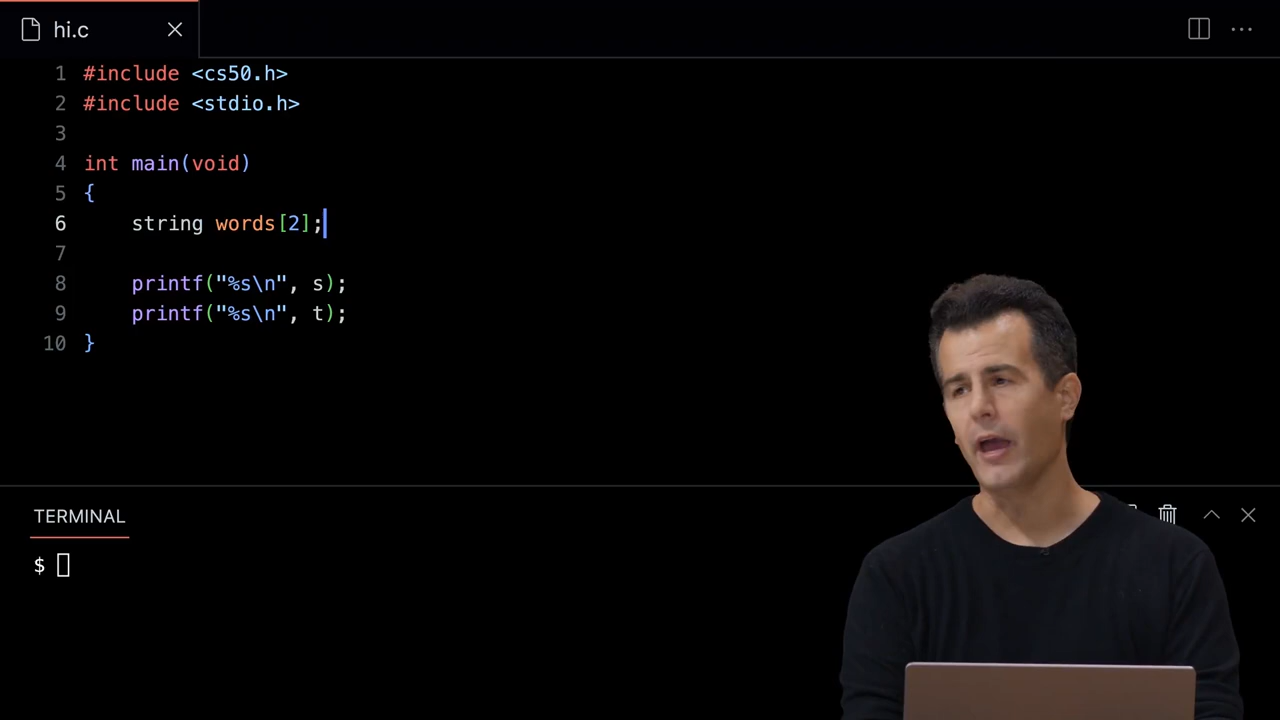 hi.c
1 #include <cs50.h>
2 #include <stdio.h>
3
4 int main(void)
5 {
6     string words[2];
7
8     printf("%s\n", s);
9     printf("%s\n", t);
10 }
TERMINAL
$